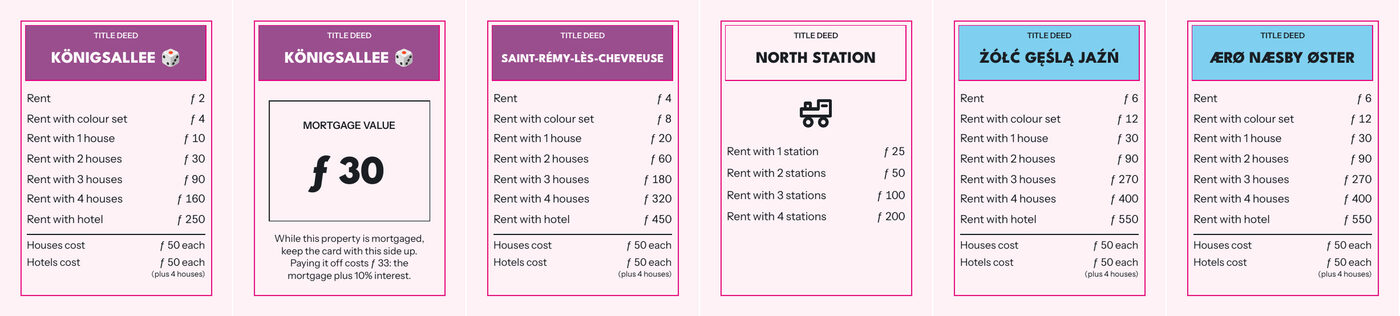 TITLE DEED
KÖNIGSALLEE 🎲
Rent ƒ 2
Rent with colour set ƒ 4
Rent with 1 house ƒ 10
Rent with 2 houses ƒ 30
Rent with 3 houses ƒ 90
Rent with 4 houses ƒ 160
Rent with hotel ƒ 250
Houses cost ƒ 50 each
Hotels cost ƒ 50 each
(plus 4 houses)
TITLE DEED
KÖNIGSALLEE 🎲
MORTGAGE VALUE
ƒ 30
While this property is mortgaged,
keep the card with this side up.
Paying it off costs ƒ 33: the
mortgage plus 10% interest.
TITLE DEED
SAINT-RÉMY-LÈS-CHEVREUSE
Rent ƒ 4
Rent with colour set ƒ 8
Rent with 1 house ƒ 20
Rent with 2 houses ƒ 60
Rent with 3 houses ƒ 180
Rent with 4 houses ƒ 320
Rent with hotel ƒ 450
Houses cost ƒ 50 each
Hotels cost ƒ 50 each
(plus 4 houses)
TITLE DEED
NORTH STATION
Rent with 1 station ƒ 25
Rent with 2 stations ƒ 50
Rent with 3 stations ƒ 100
Rent with 4 stations ƒ 200
TITLE DEED
ŻÓŁĆ GĘŚLĄ JAŹŃ
Rent ƒ 6
Rent with colour set ƒ 12
Rent with 1 house ƒ 30
Rent with 2 houses ƒ 90
Rent with 3 houses ƒ 270
Rent with 4 houses ƒ 400
Rent with hotel ƒ 550
Houses cost ƒ 50 each
Hotels cost ƒ 50 each
(plus 4 houses)
TITLE DEED
ÆRØ NÆSBY ØSTER
Rent ƒ 6
Rent with colour set ƒ 12
Rent with 1 house ƒ 30
Rent with 2 houses ƒ 90
Rent with 3 houses ƒ 270
Rent with 4 houses ƒ 400
Rent with hotel ƒ 550
Houses cost ƒ 50 each
Hotels cost ƒ 50 each
(plus 4 houses)